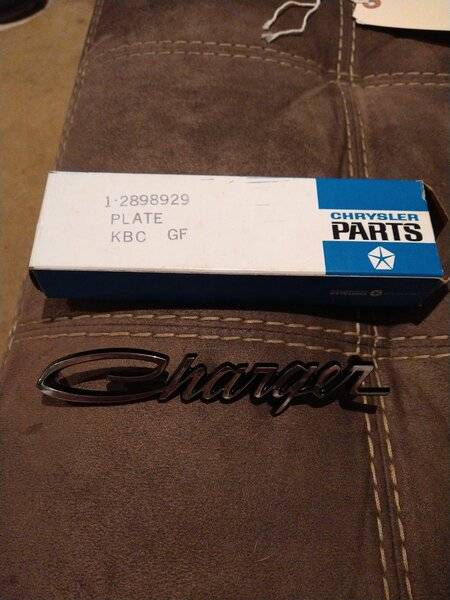 1-2898929
PLATE
KBC GF
CHRYSLER
PARTS
Charger